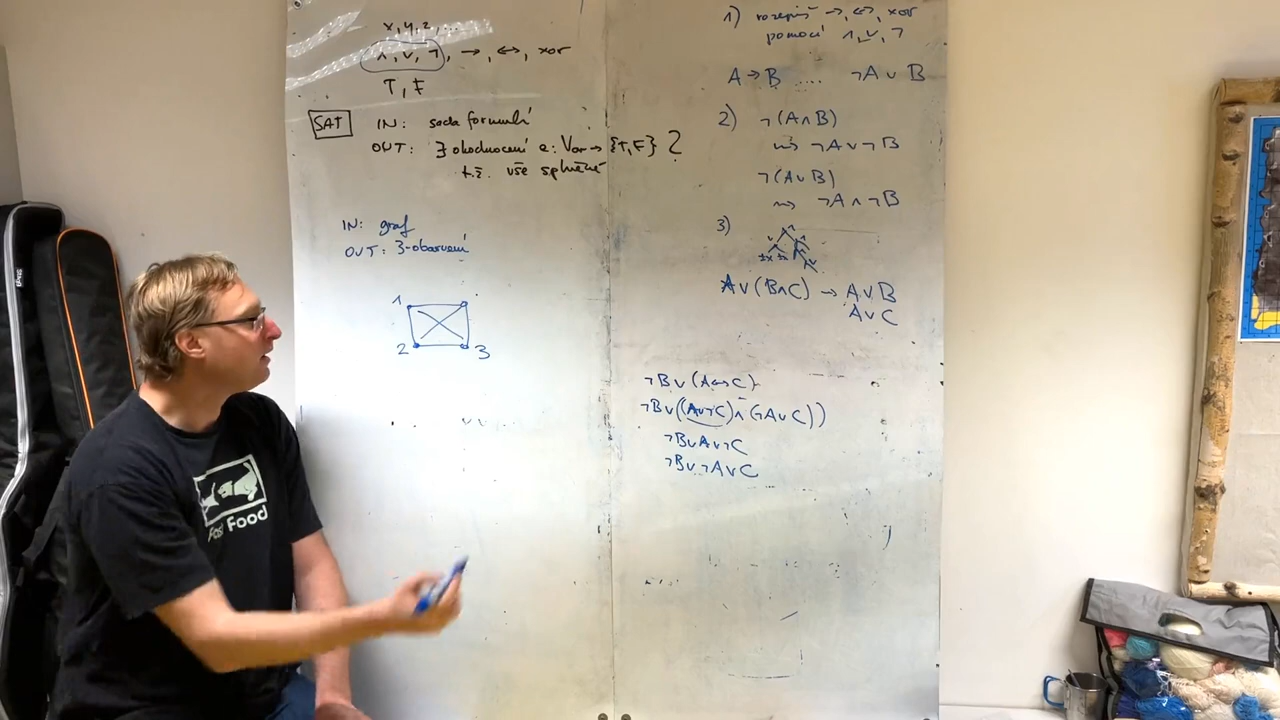 x, y, z, ...
∧, ∨, ¬, →, ↔, xor
T, F
SAT
IN: sada formulí
OUT: ∃ ohodnocení e: Var → {T, F} ?
t.ž. vše splněné
IN: graf
OUT: 3-obarvení
1
2 3
1) rozepiš →, ↔, xor
pomocí ∧, ∨, ¬
A → B .... ¬A ∨ B
2) ¬(A ∧ B)
⇝ ¬A ∨ ¬B
¬(A ∨ B)
⇝ ¬A ∧ ¬B
3)
A ∨ (B ∧ C) → A ∨ B
A ∨ C
¬B ∨ (A ↔ C)
¬B ∨ ((A ∨ ¬C) ∧ (¬A ∨ C))
¬B ∨ A ∨ ¬C
¬B ∨ ¬A ∨ C
Fast Food